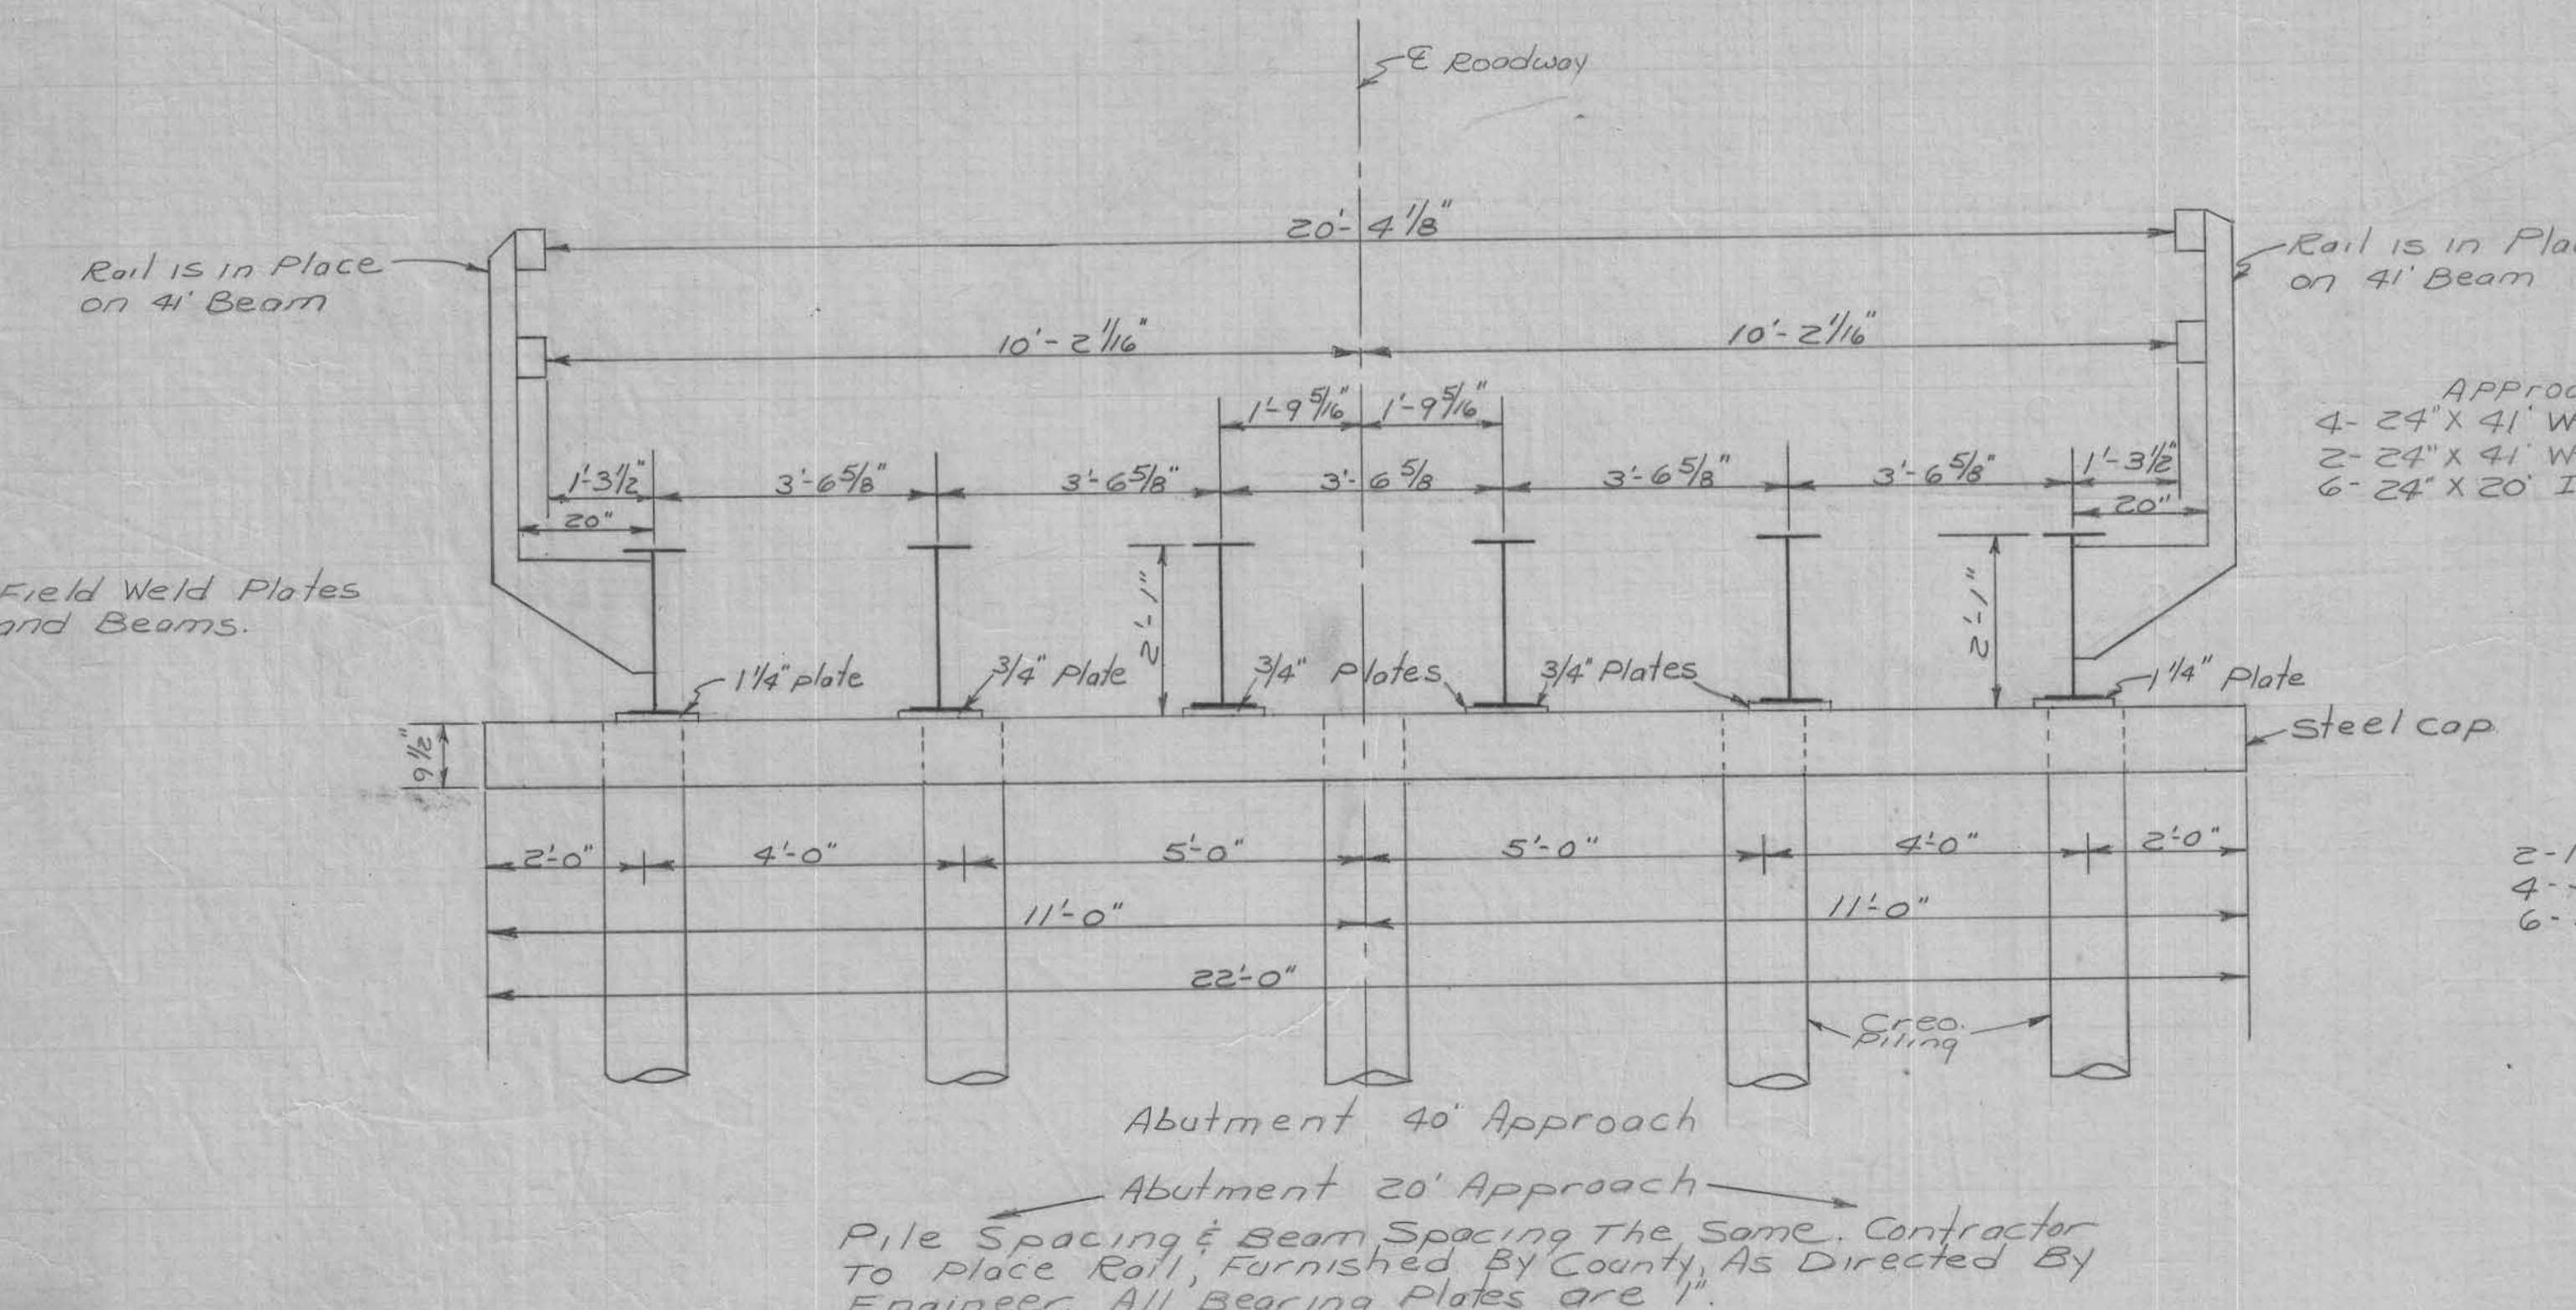 ℄ Roadway
20'- 4 1/8"
Rail is in Place
on 41' Beam
Rail is in Pla
on 41' Beam
10'- 2 1/16"
10'- 2 1/16"
1'-9 5/16"
1'-9 5/16"
Approa
4- 24" X 41' W
2- 24" X 41' W
6- 24" X 20' I
1'-3 1/2"
3'-6 5/8"
3'-6 5/8"
3'-6 5/8
3'-6 5/8"
3'-6 5/8"
1'-3 1/2"
20"
20"
Field Weld Plates
and Beams.
2'-1"
2'-1"
1 1/4" plate
3/4" Plate
3/4" Plates
3/4" Plates
1 1/4" Plate
Steel cap
9 1/2"
2'-0"
4'-0"
5'-0"
5'-0"
4'-0"
2'-0"
2-1
4-
6-
11'-0"
11'-0"
22'-0"
Creo.
Piling
Abutment 40' Approach
Abutment 20' Approach
Pile Spacing & Beam Spacing The Same. Contractor
To Place Rail, Furnished By County, As Directed By
Engineer. All Bearing Plates are 1".